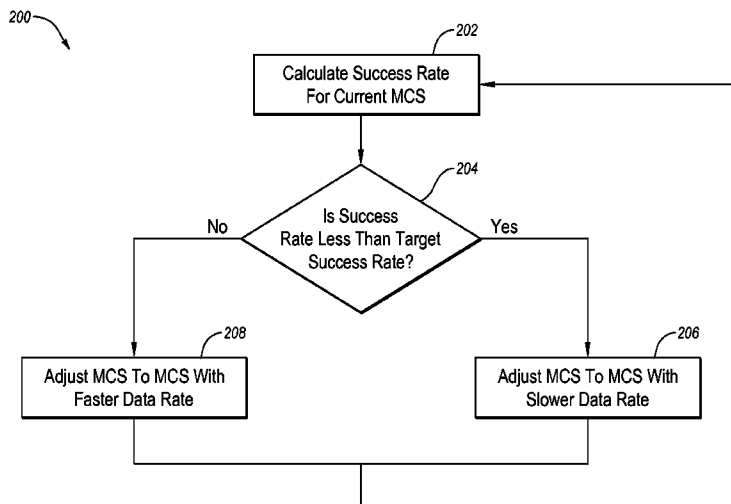 200
202
Calculate Success Rate
For Current MCS
204
Is Success
Rate Less Than Target
Success Rate?
No
Yes
208
Adjust MCS To MCS With
Faster Data Rate
206
Adjust MCS To MCS With
Slower Data Rate